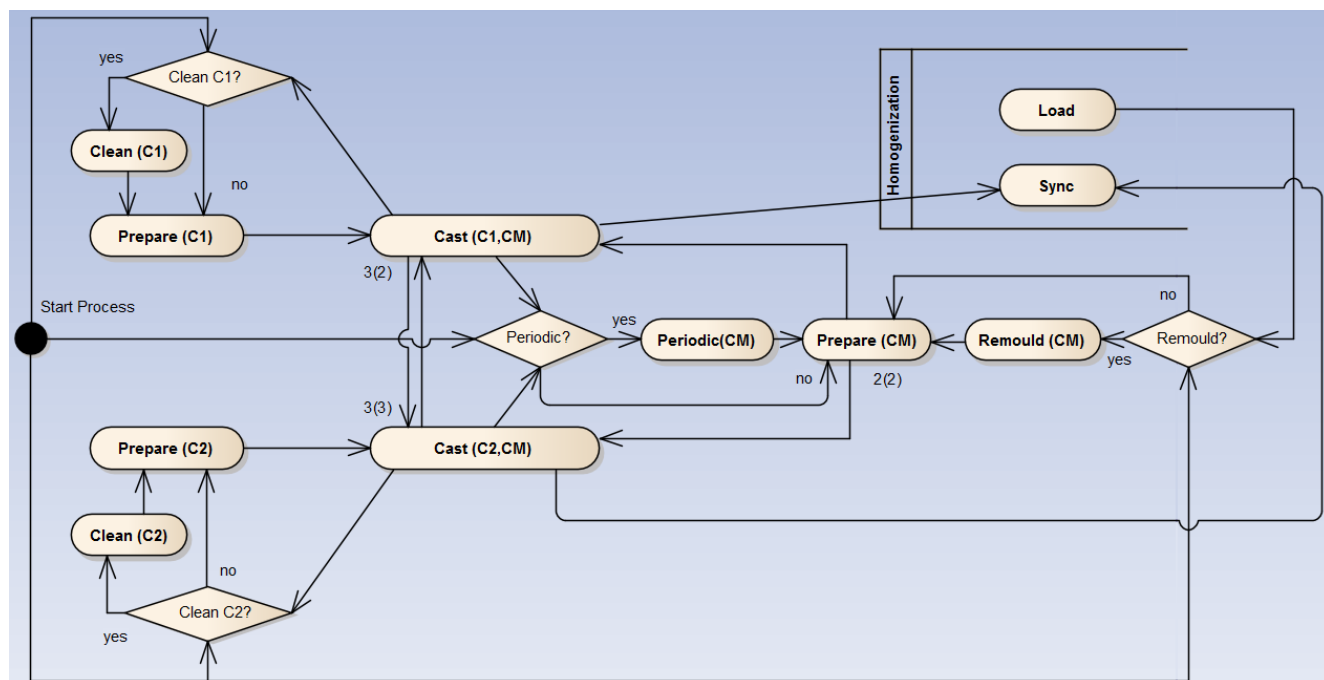 yes
Clean C1?
Clean (C1)
no
Prepare (C1)
Cast (C1,CM)
3(2)
Homogenization
Load
Sync
Start Process
Periodic?
yes
Periodic(CM)
no
Prepare (CM)
2(2)
Remould (CM)
no
yes
Remould?
3(3)
Prepare (C2)
Cast (C2,CM)
Clean (C2)
no
Clean C2?
yes